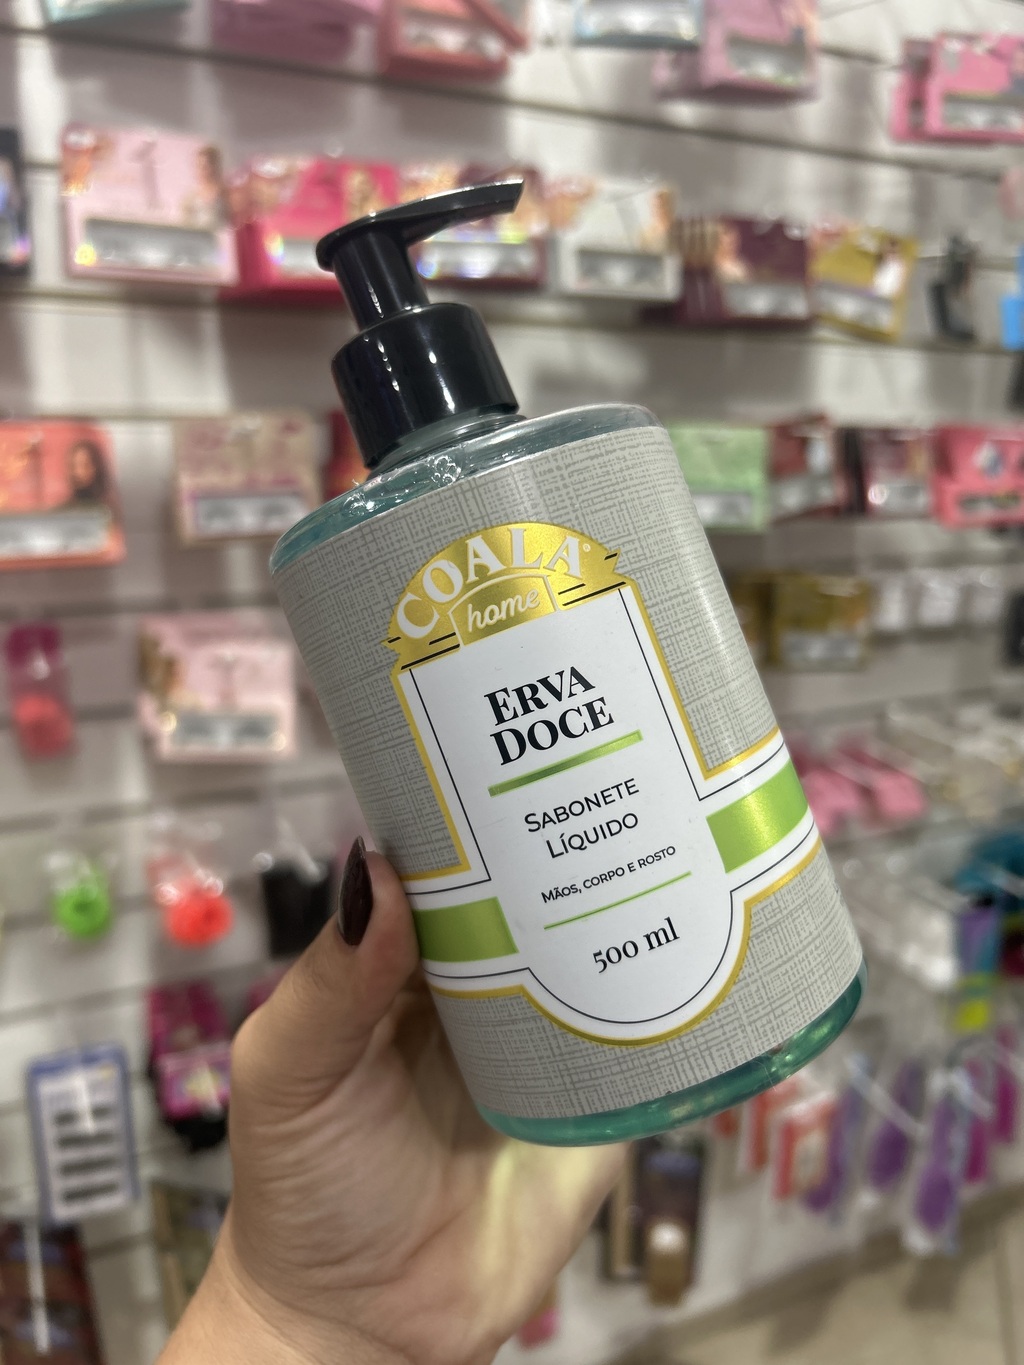 COALA®
home
ERVA
DOCE
SABONETE
LÍQUIDO
MÃOS, CORPO E ROSTO
500 ml